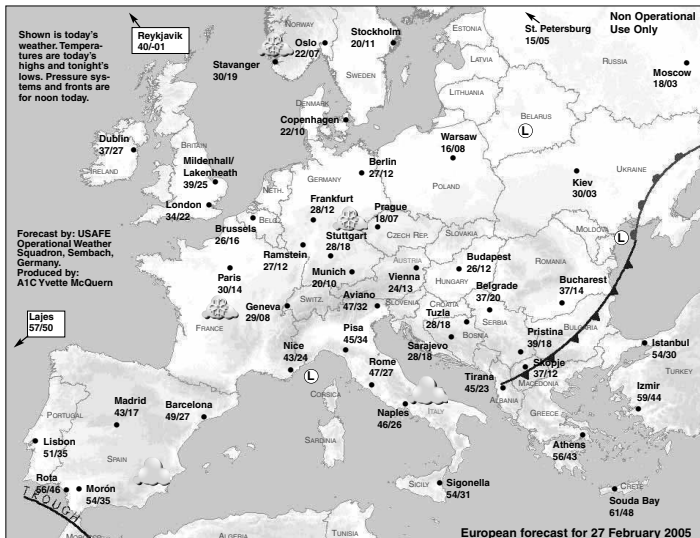 Shown is today's
weather. Tempera-
tures are today's
highs and tonight's
lows. Pressure sys-
tems and fronts are
for noon today.
Reykjavik
40/-01
NORWAY
Oslo
22/07
Stockholm
20/11
ESTONIA
St. Petersburg
15/05
Non Operational
Use Only
Stavanger
30/19
SWEDEN
LATVIA
RUSSIA
Moscow
18/03
LITHUANIA
DENMARK
Copenhagen
22/10
BELARUS
L
Dublin
37/27
IRELAND
BRITAIN
Mildenhall/
Lakenheath
39/25
London
34/22
NETH.
GERMANY
Berlin
27/12
Warsaw
16/08
POLAND
UKRAINE
Kiev
30/03
Brussels
26/16
BELG.
Frankfurt
28/12
Prague
18/07
CZECH REP.
SLOVAKIA
MOLDOVA
L
Forecast by: USAFE
Operational Weather
Squadron, Sembach,
Germany.
Produced by:
A1C Yvette McQuern
Ramstein
27/12
Stuttgart
28/18
Paris
30/14
Munich
20/10
AUSTRIA
Vienna
24/13
Budapest
26/12
HUNGARY
ROMANIA
Lajes
57/50
FRANCE
Geneva
29/08
SWITZ.
Aviano
47/32
SLOVENIA
CROATIA
Belgrade
37/20
Bucharest
37/14
Tuzla
28/18
BOSNIA
SERBIA
Sarajevo
28/18
Pristina
39/18
BULGARIA
Istanbul
54/30
Nice
43/24
L
Pisa
45/34
Rome
47/27
Skopje
37/12
MACEDONIA
Tirana
45/23
ALBANIA
TURKEY
Izmir
59/44
CORSICA
Naples
46/26
ITALY
GREECE
Athens
56/43
PORTUGAL
Madrid
43/17
Barcelona
49/27
Lisbon
51/35
SPAIN
SARDINIA
Rota
56/46
Morón
54/35
SICILY
Sigonella
54/31
CRETE
Souda Bay
61/48
TROUGH
MOROCCO
ALGERIA
TUNISIA
European forecast for 27 February 2005